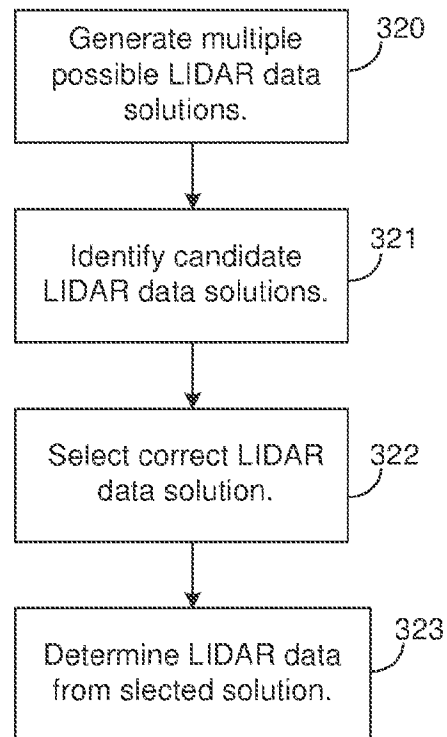 Generate multiple
possible LIDAR data
solutions.
320
Identify candidate
LIDAR data solutions.
321
Select correct LIDAR
data solution.
322
Determine LIDAR data
from slected solution.
323